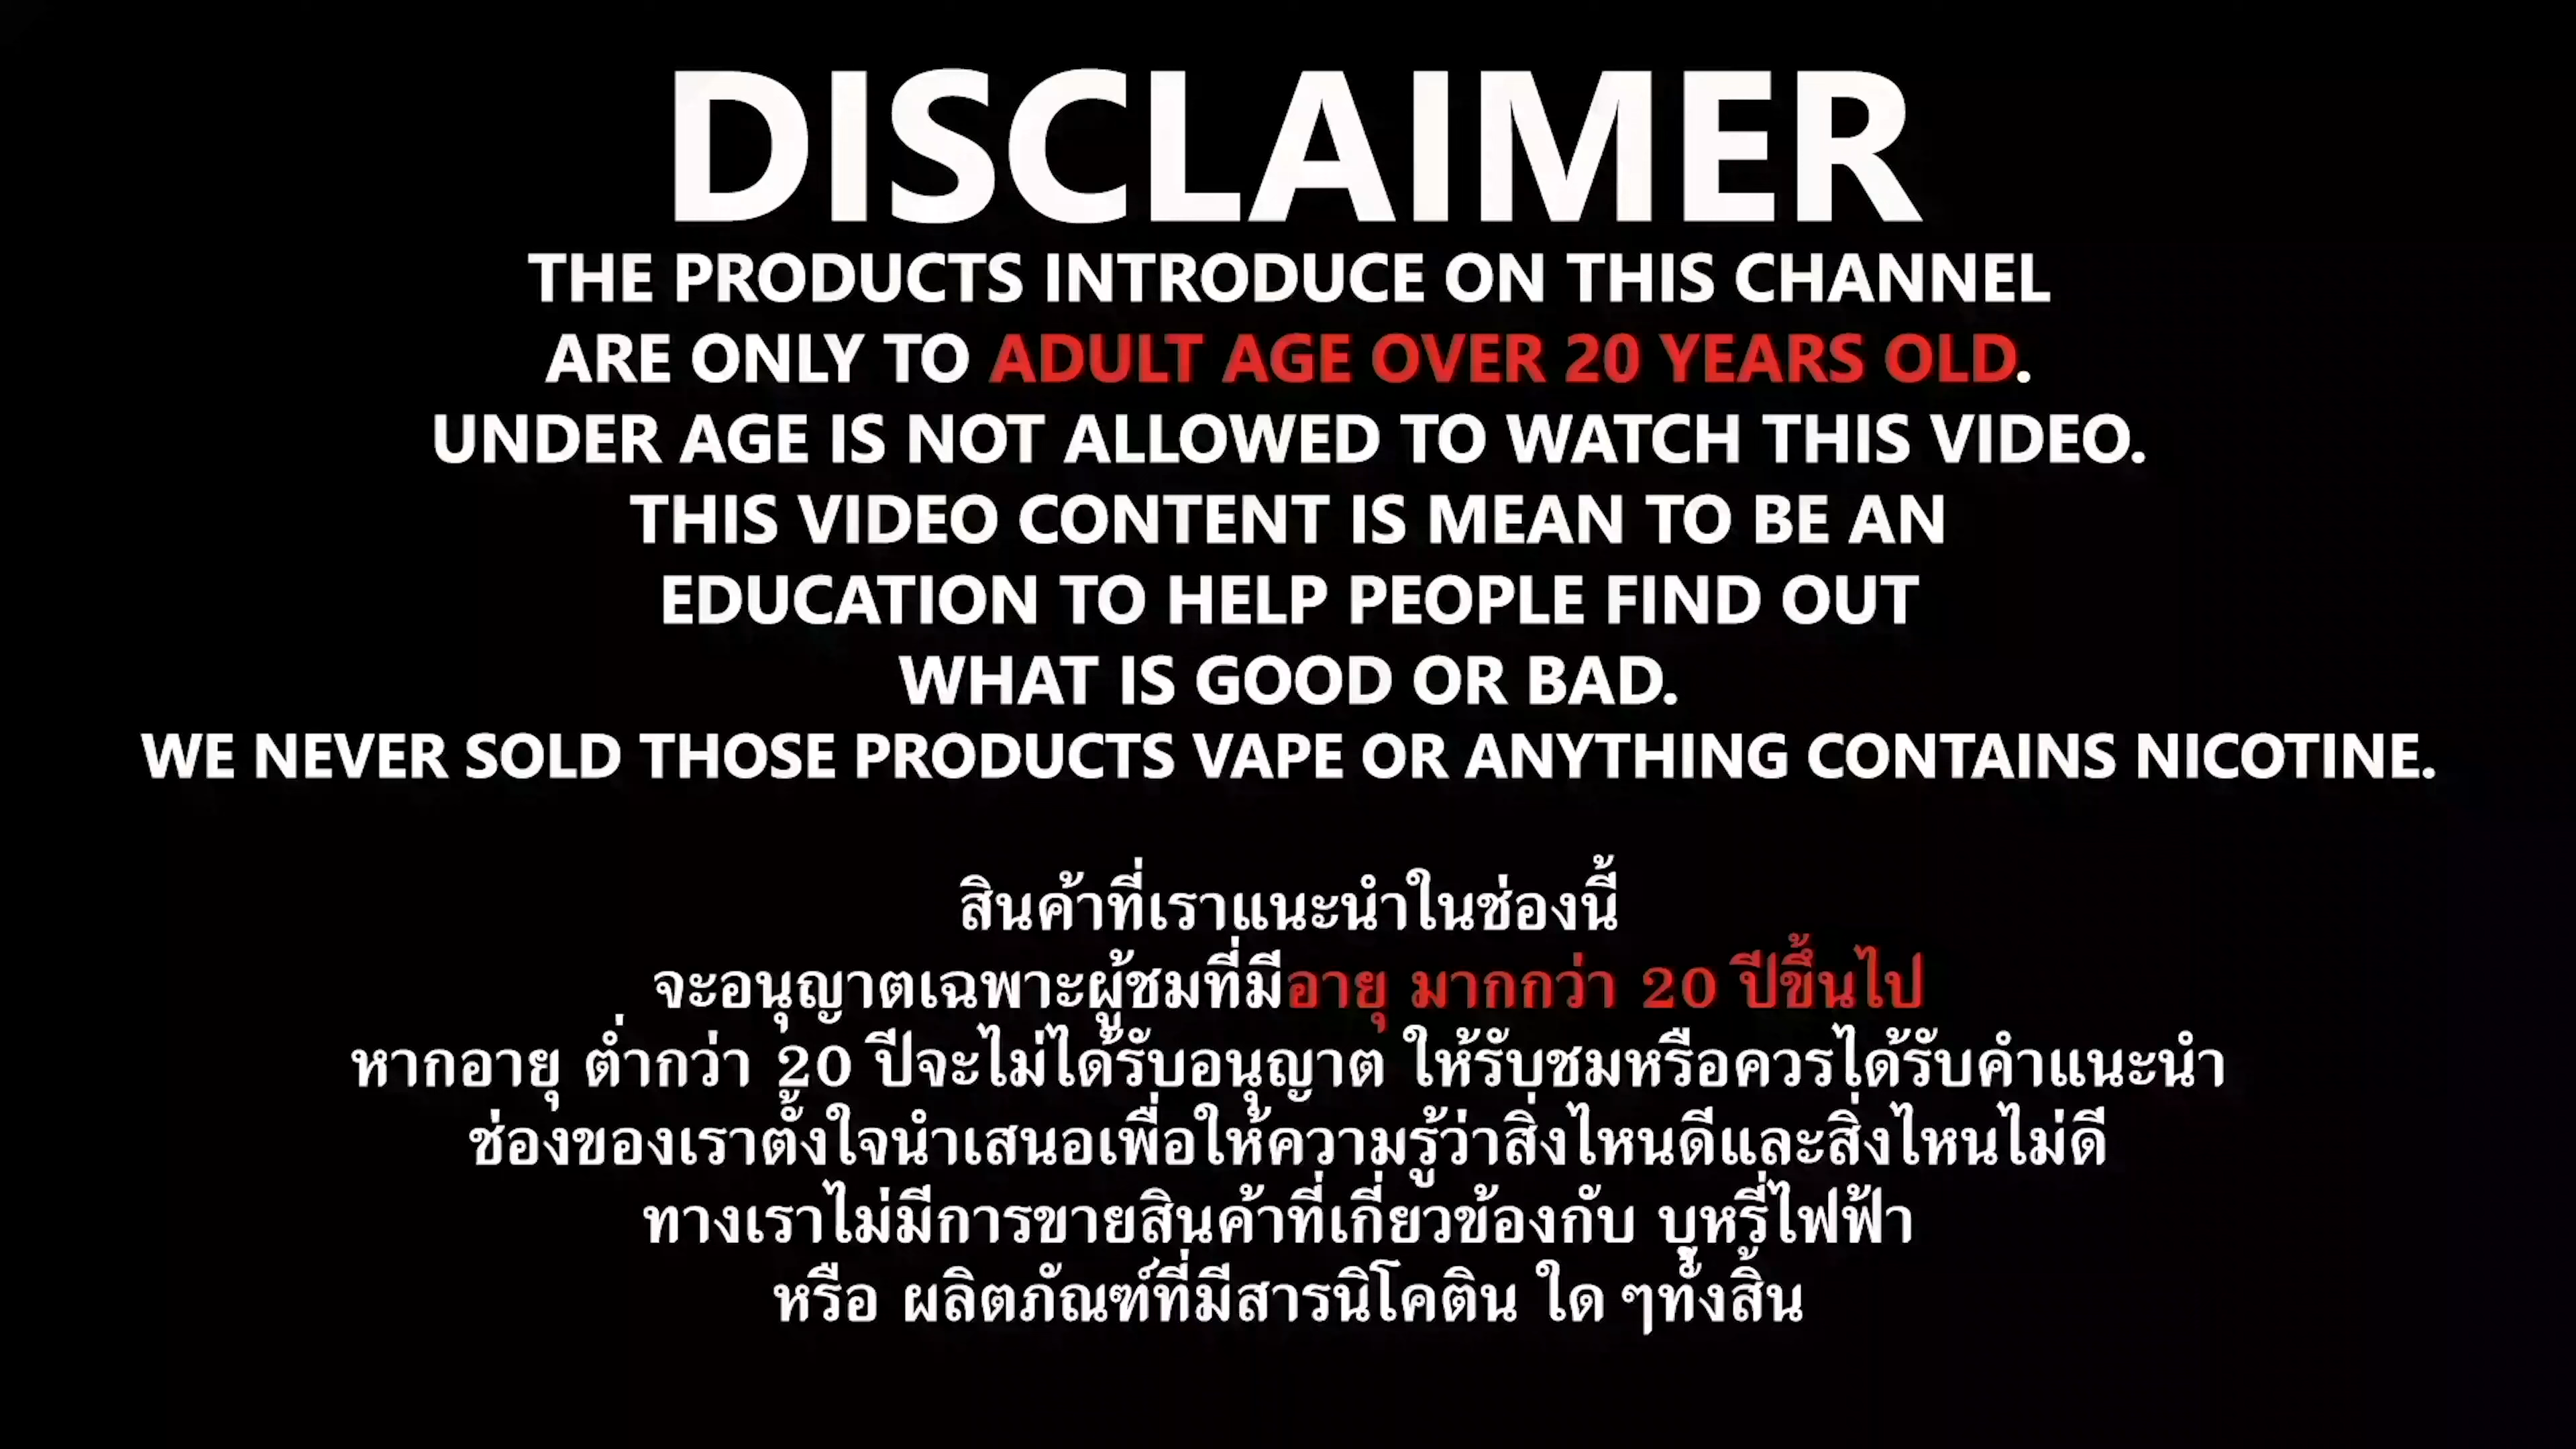 DISCLAIMER
THE PRODUCTS INTRODUCE ON THIS CHANNEL
ARE ONLY TO ADULT AGE OVER 20 YEARS OLD.
UNDER AGE IS NOT ALLOWED TO WATCH THIS VIDEO.
THIS VIDEO CONTENT IS MEAN TO BE AN
EDUCATION TO HELP PEOPLE FIND OUT
WHAT IS GOOD OR BAD.
WE NEVER SOLD THOSE PRODUCTS VAPE OR ANYTHING CONTAINS NICOTINE.
สินค้าที่เราแนะนำในช่องนี้
จะอนุญาตเฉพาะผู้ชมที่มีอายุ มากกว่า 20 ปีขึ้นไป
หากอายุ ต่ำกว่า 20 ปีจะไม่ได้รับอนุญาต ให้รับชมหรือควรได้รับคำแนะนำ
ช่องของเราตั้งใจนำเสนอเพื่อให้ความรู้ว่าสิ่งไหนดีและสิ่งไหนไม่ดี
ทางเราไม่มีการขายสินค้าที่เกี่ยวข้องกับ บุหรี่ไฟฟ้า
หรือ ผลิตภัณฑ์ที่มีสารนิโคติน ใด ๆทั้งสิ้น